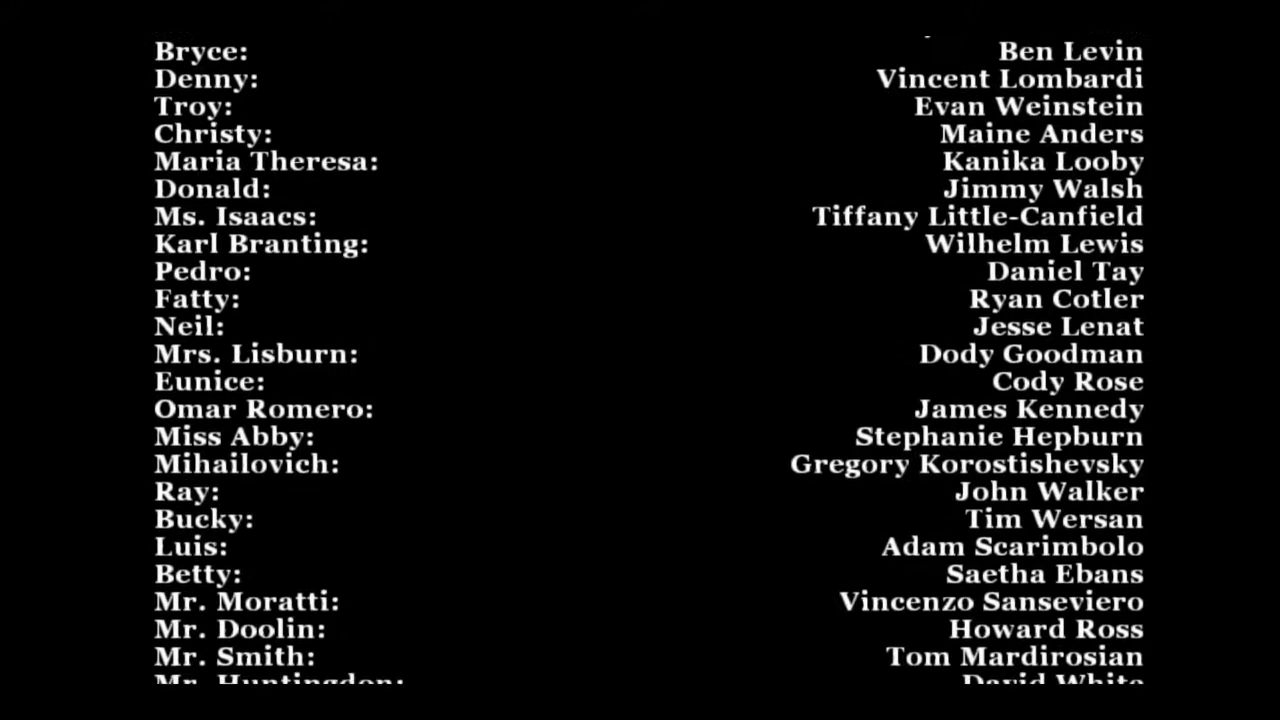 Bryce: Ben Levin
Denny: Vincent Lombardi
Troy: Evan Weinstein
Christy: Maine Anders
Maria Theresa: Kanika Looby
Donald: Jimmy Walsh
Ms. Isaacs: Tiffany Little-Canfield
Karl Branting: Wilhelm Lewis
Pedro: Daniel Tay
Fatty: Ryan Cotler
Neil: Jesse Lenat
Mrs. Lisburn: Dody Goodman
Eunice: Cody Rose
Omar Romero: James Kennedy
Miss Abby: Stephanie Hepburn
Mihailovich: Gregory Korostishevsky
Ray: John Walker
Bucky: Tim Wersan
Luis: Adam Scarimbolo
Betty: Saetha Ebans
Mr. Moratti: Vincenzo Sanseviero
Mr. Doolin: Howard Ross
Mr. Smith: Tom Mardirosian
Mr. Huntingdon: David White